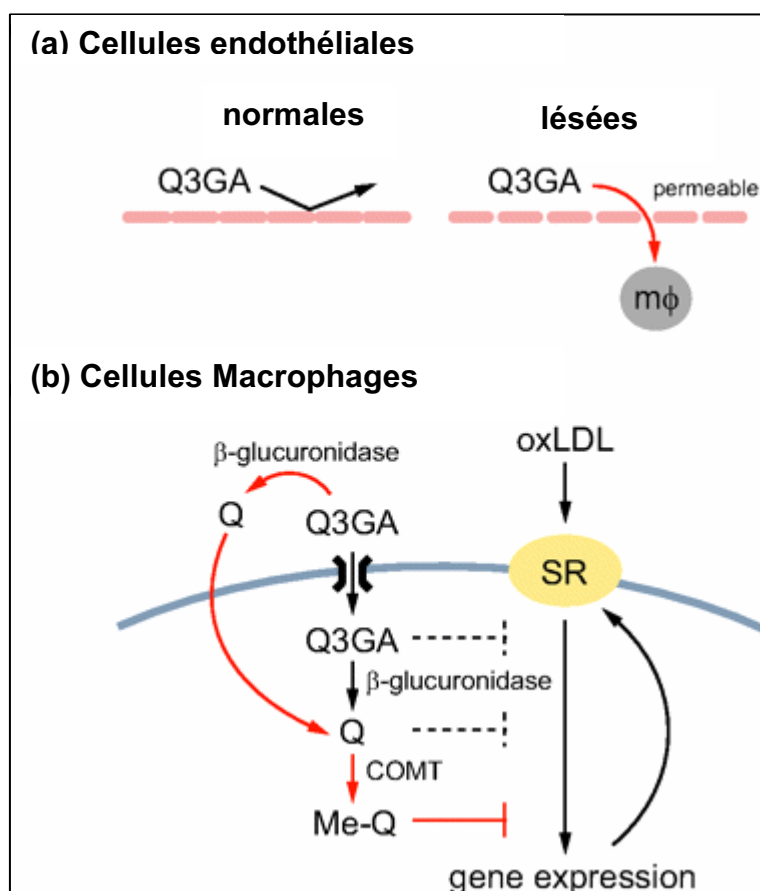 (a) Cellules endothéliales
normales lésées
Q3GA Q3GA permeable
mϕ
(b) Cellules Macrophages
oxLDL
β-glucuronidase
Q Q3GA
SR
Q3GA
β-glucuronidase
Q
COMT
Me-Q
gene expression